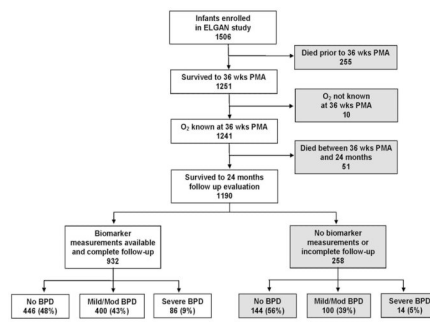 Infants enrolled
in ELGAN study
1506
Died prior to 36 wks PMA
255
Survived to 36 wks PMA
1251
O₂ not known
at 36 wks PMA
10
O₂ known at 36 wks PMA
1241
Died between 36 wks PMA
and 24 months
51
Survived to 24 months
follow up evaluation
1190
Biomarker
measurements available
and complete follow-up
932
No biomarker
measurements or
incomplete follow-up
258
No BPD
446 (48%)
Mild/Mod BPD
400 (43%)
Severe BPD
86 (9%)
No BPD
144 (56%)
Mild/Mod BPD
100 (39%)
Severe BPD
14 (5%)